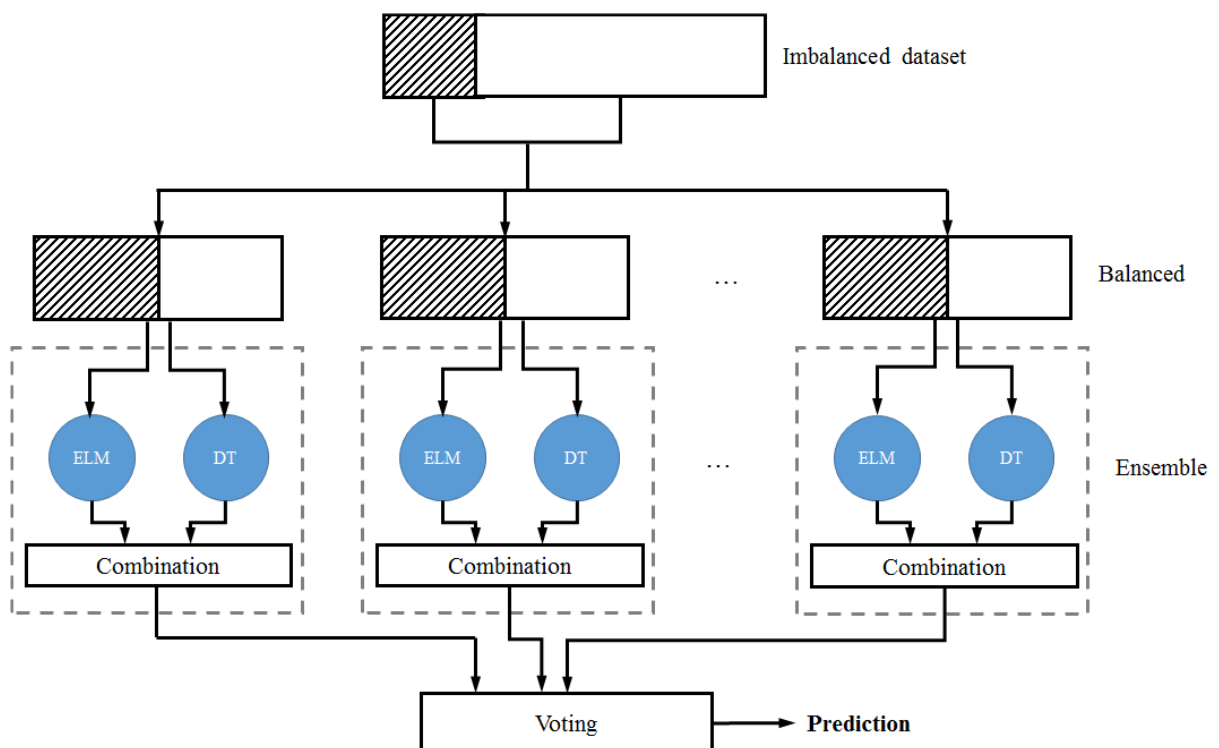 Imbalanced dataset
... Balanced
ELM DT ELM DT ... ELM DT Ensemble
Combination Combination Combination
Voting Prediction